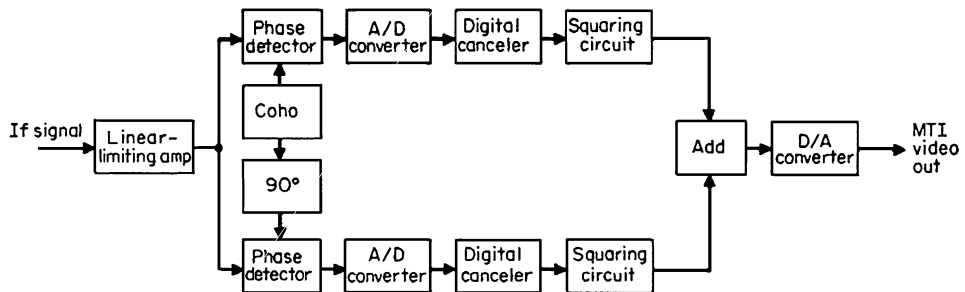 Phase
detector
A/D
converter
Digital
canceler
Squaring
circuit
If signal
Linear-
limiting amp
Coho
90°
Add
D/A
converter
MTI
video
out
Phase
detector
A/D
converter
Digital
canceler
Squaring
circuit